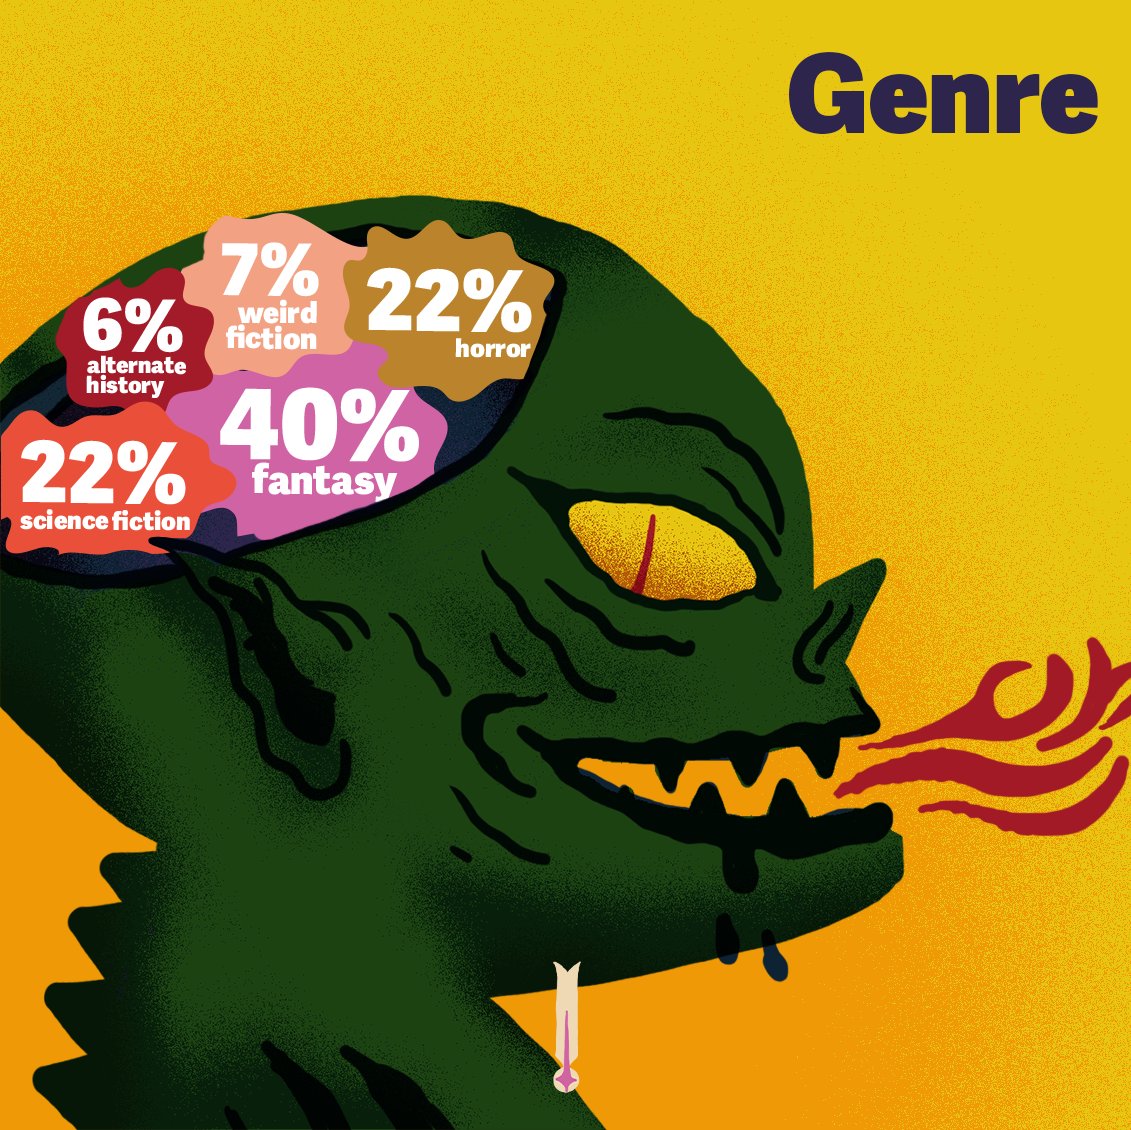 Genre
7%
weird
fiction
22%
horror
6%
alternate
history
40%
fantasy
22%
science fiction